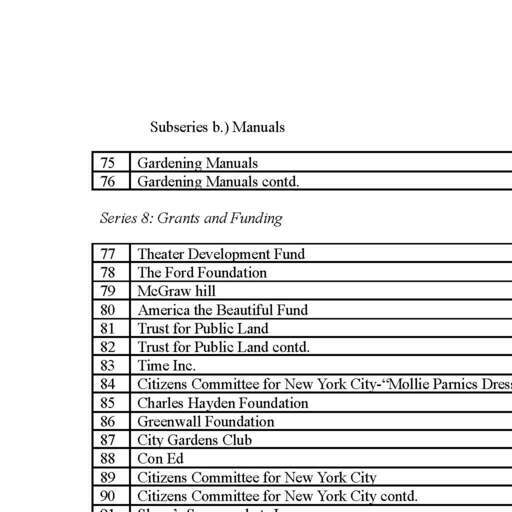 Subseries b.) Manuals
75 Gardening Manuals
76 Gardening Manuals contd.
Series 8: Grants and Funding
77 Theater Development Fund
78 The Ford Foundation
79 McGraw hill
80 America the Beautiful Fund
81 Trust for Public Land
82 Trust for Public Land contd.
83 Time Inc.
84 Citizens Committee for New York City-“Mollie Parnics
85 Charles Hayden Foundation
86 Greenwall Foundation
87 City Gardens Club
88 Con Ed
89 Citizens Committee for New York City
90 Citizens Committee for New York City contd.